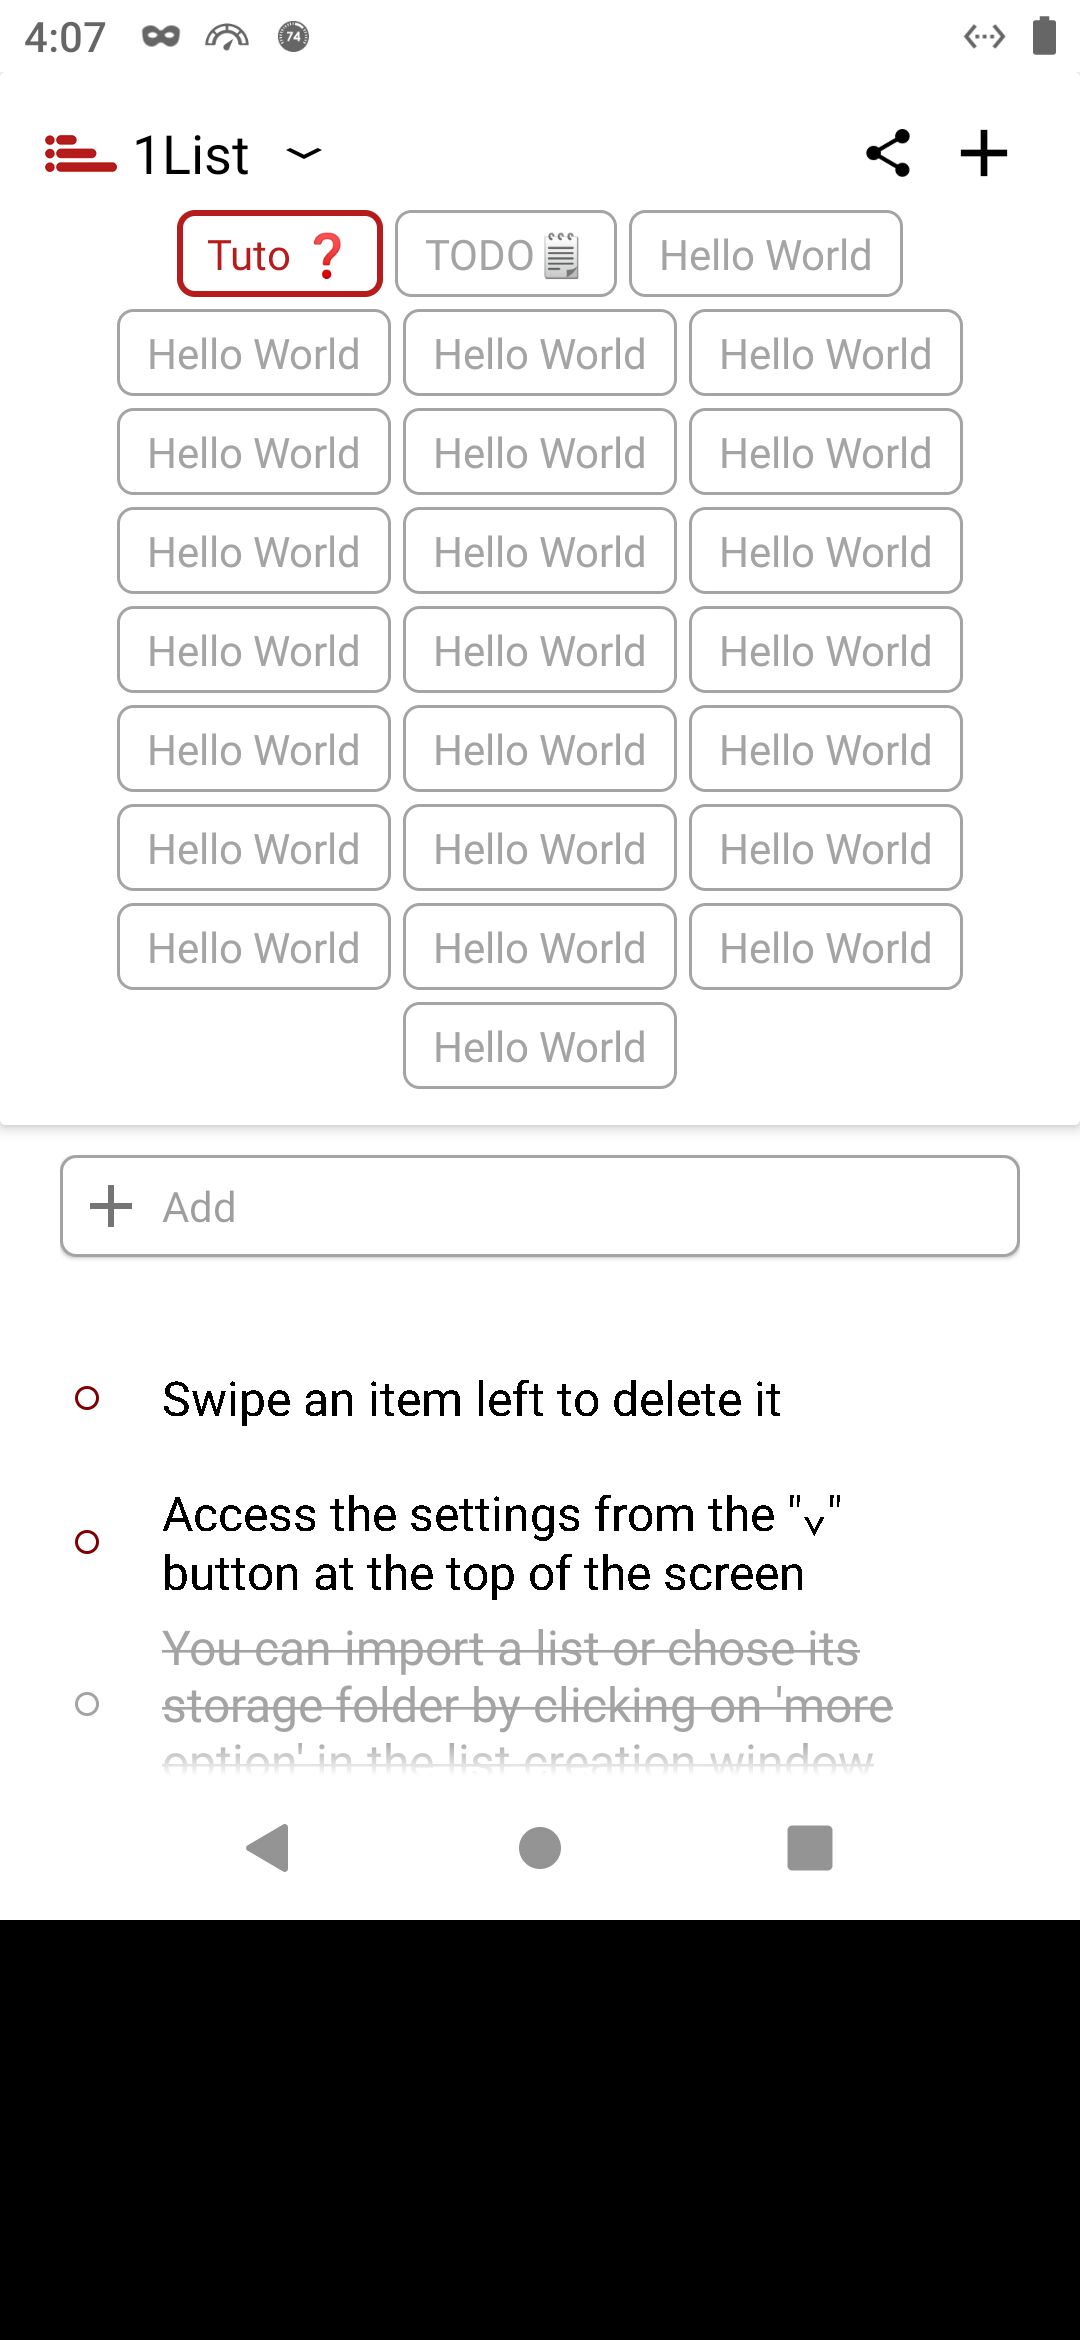 4:07
74
1List
Tuto ❓ TODO🗒 Hello World
Hello World Hello World Hello World
Hello World Hello World Hello World
Hello World Hello World Hello World
Hello World Hello World Hello World
Hello World Hello World Hello World
Hello World Hello World Hello World
Hello World Hello World Hello World
Hello World
Add
Swipe an item left to delete it
Access the settings from the "˅"
button at the top of the screen
You can import a list or chose its
storage folder by clicking on 'more
option' in the list creation window